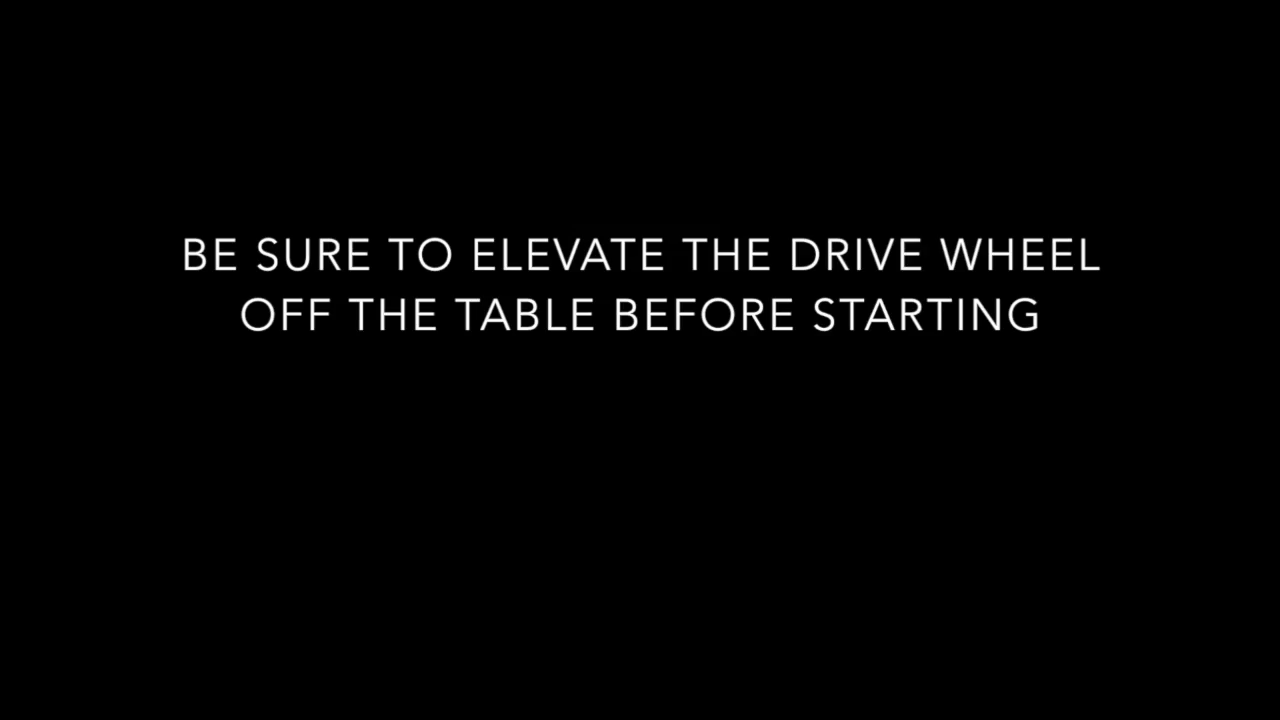 BE SURE TO ELEVATE THE DRIVE WHEEL
OFF THE TABLE BEFORE STARTING